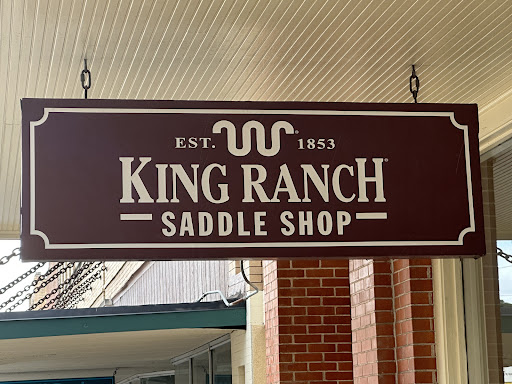 EST. 1853
KING RANCH®
SADDLE SHOP